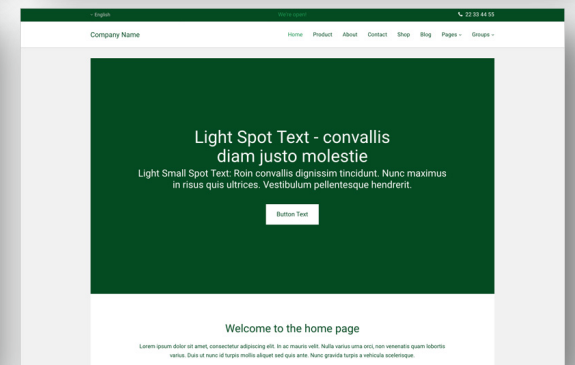 English
We're open!
22 33 44 55
Company Name
Home Product About Contact Shop Blog Pages Groups
Light Spot Text - convallis
diam justo molestie
Light Small Spot Text: Roin convallis dignissim tincidunt. Nunc maximus
in risus quis ultrices. Vestibulum pellentesque hendrerit.
Button Text
Welcome to the home page
Lorem ipsum dolor sit amet, consectetur adipiscing elit. In ac mauris velit. Nulla varius urna orci, non venenatis quam lobortis
varius. Duis ut nunc id turpis mollis aliquet sed quis ante. Nunc gravida turpis a vehicula scelerisque.